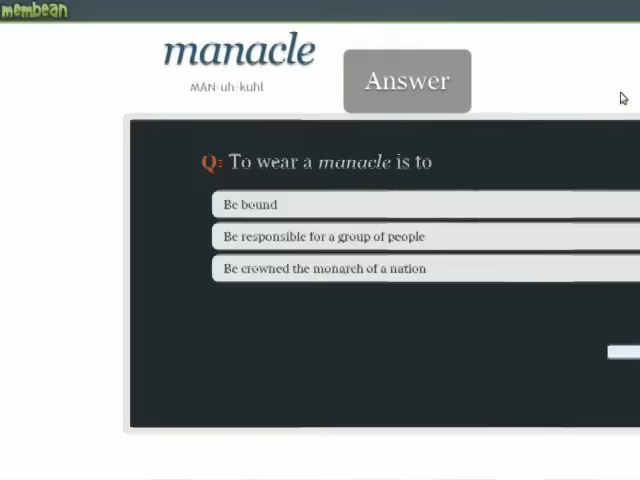 membean
manacle
MAN-uh-kuhl
Answer
Q: To wear a manacle is to
Be bound
Be responsible for a group of people
Be crowned the monarch of a nation